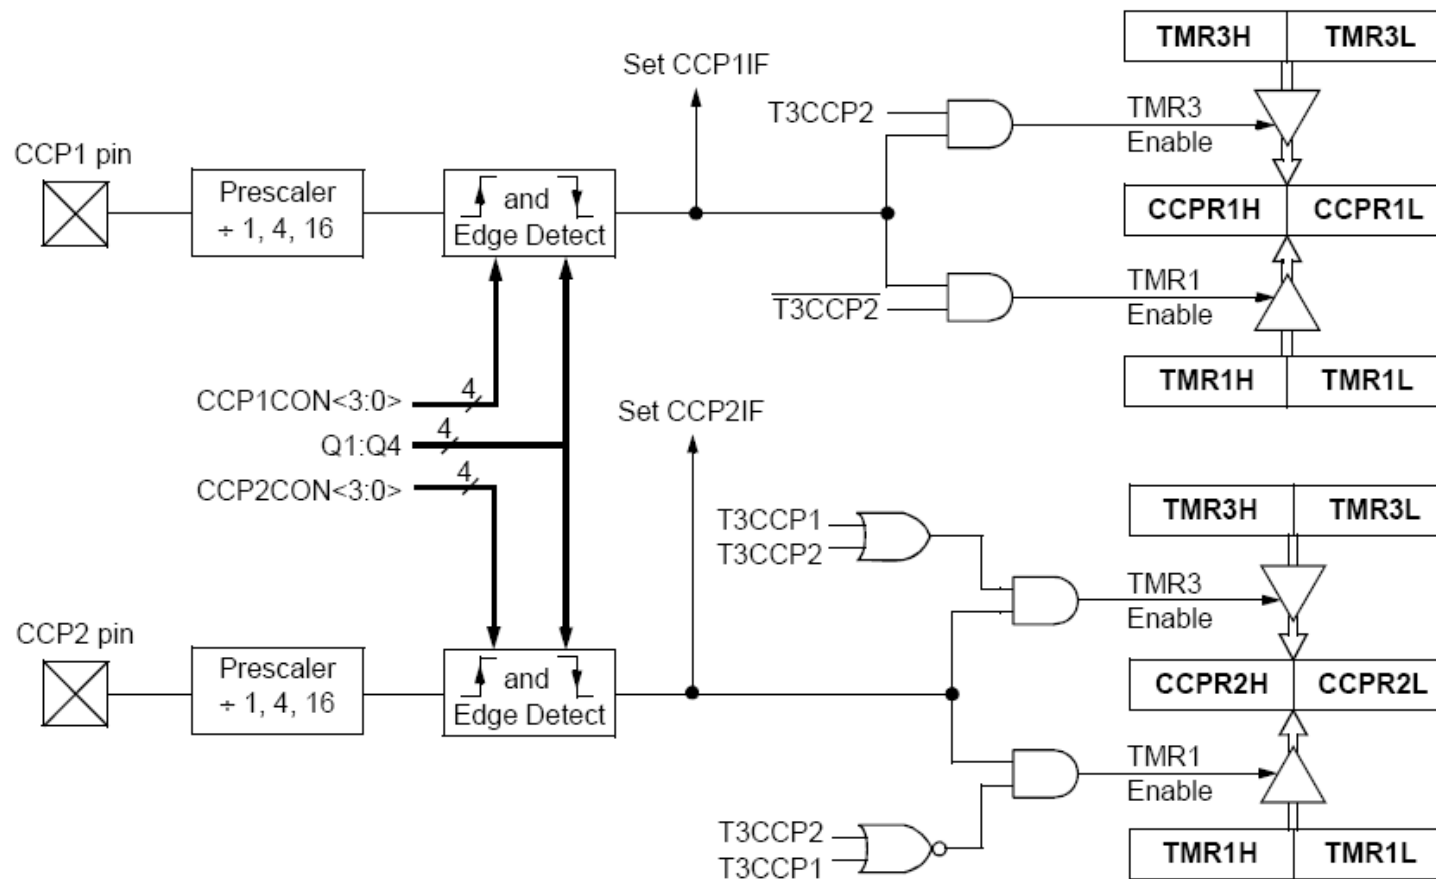 TMR3H TMR3L
Set CCP1IF
T3CCP2
TMR3
Enable
CCP1 pin
Prescaler
÷ 1, 4, 16
and
Edge Detect
CCPR1H CCPR1L
T3CCP2
TMR1
Enable
TMR1H TMR1L
CCP1CON<3:0> 4
Q1:Q4 4
CCP2CON<3:0> 4
Set CCP2IF
TMR3H TMR3L
T3CCP1
T3CCP2
TMR3
Enable
CCP2 pin
Prescaler
÷ 1, 4, 16
and
Edge Detect
CCPR2H CCPR2L
TMR1
Enable
T3CCP2
T3CCP1
TMR1H TMR1L